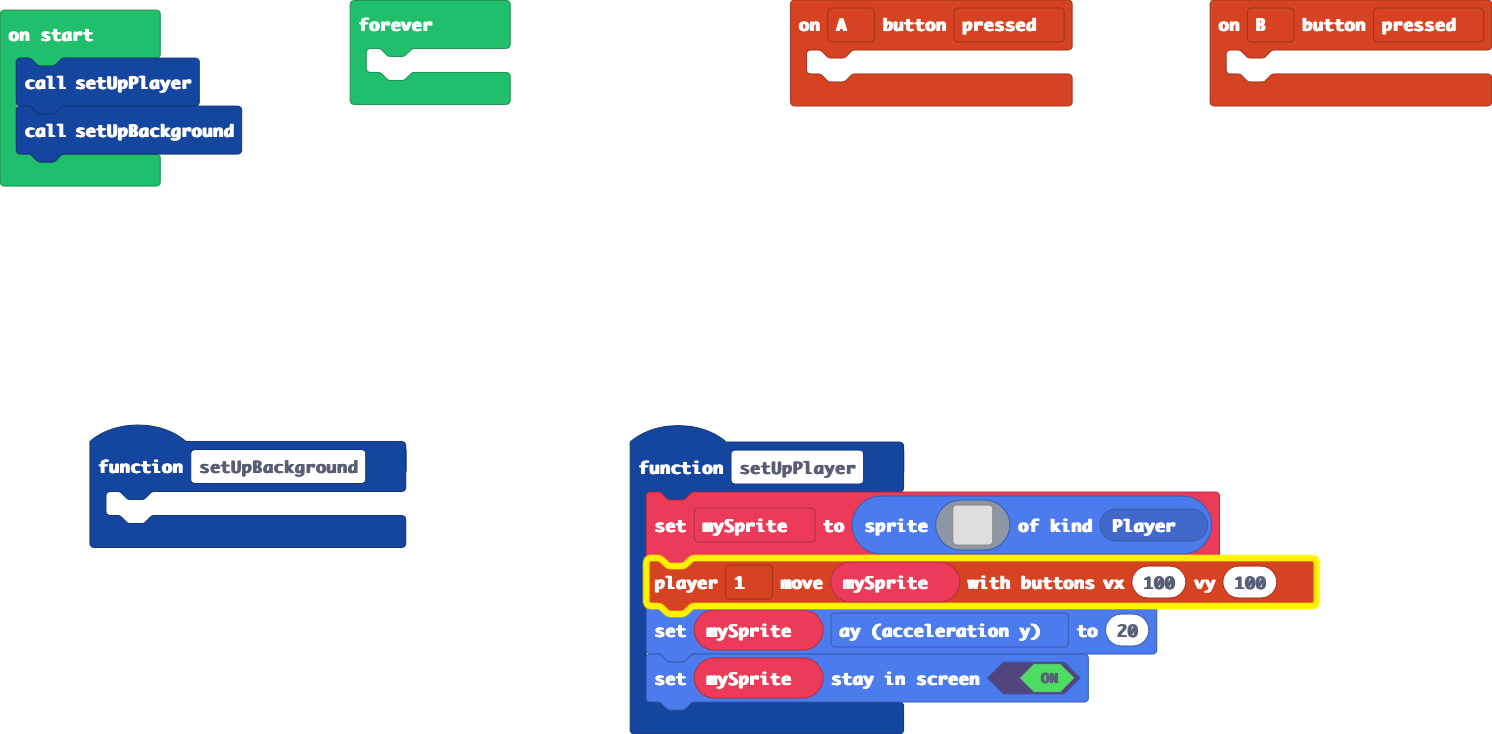 on start
call setUpPlayer
call setUpBackground
forever
on A button pressed
on B button pressed
function setUpBackground
function setUpPlayer
set mySprite to sprite of kind Player
player 1 move mySprite with buttons vx 100 vy 100
set mySprite ay (acceleration y) to 20
set mySprite stay in screen ON